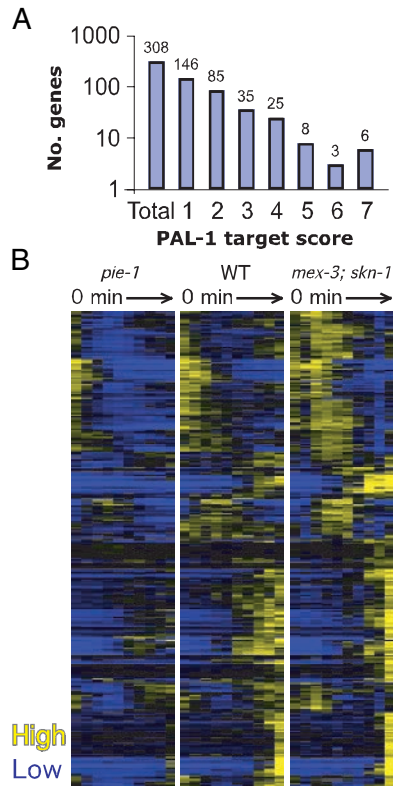 A
1000
100
10
1
No. genes
308
146
85
35
25
8
3
6
Total 1 2 3 4 5 6 7
PAL-1 target score
B
pie-1 WT mex-3; skn-1
0 min 0 min 0 min
High
Low